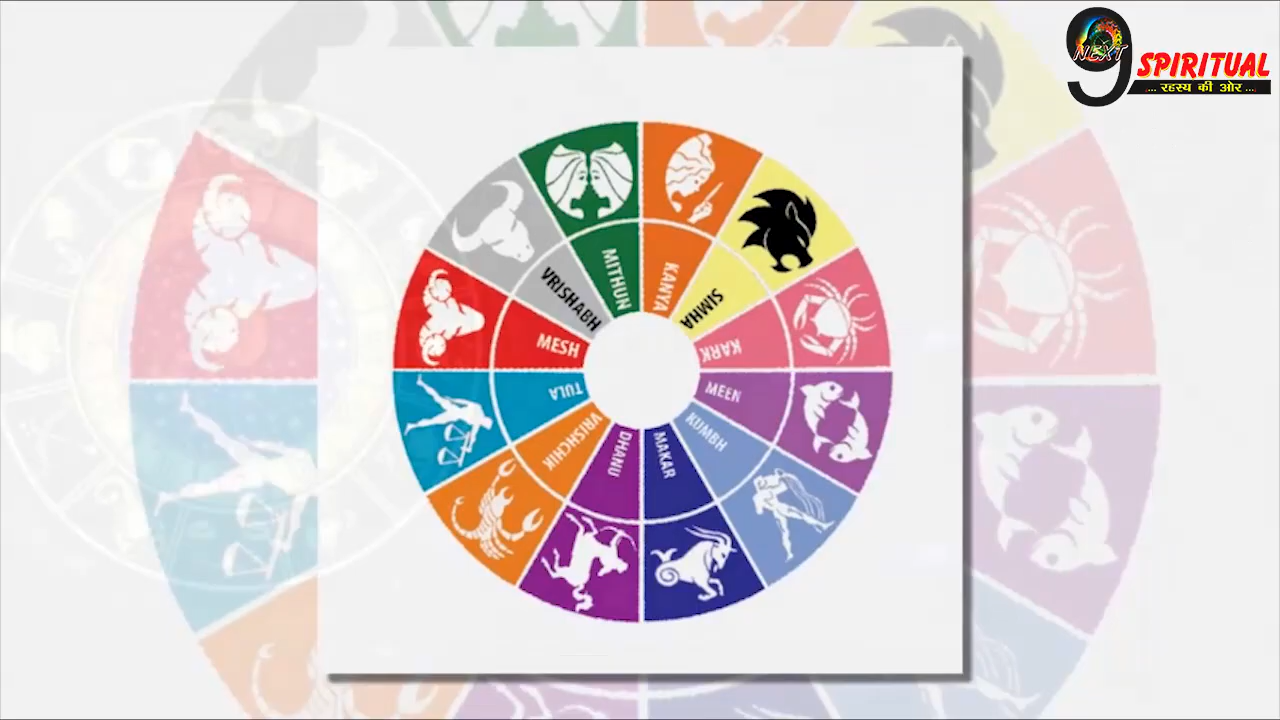 NEXT
9 SPIRITUAL
... रहस्य की ओर ...
MITHUN
KANYA
VRISHABH
SIMHA
MESH
KARK
TULA
MEEN
VRISHCHIK
KUMBH
DHANU
MAKAR